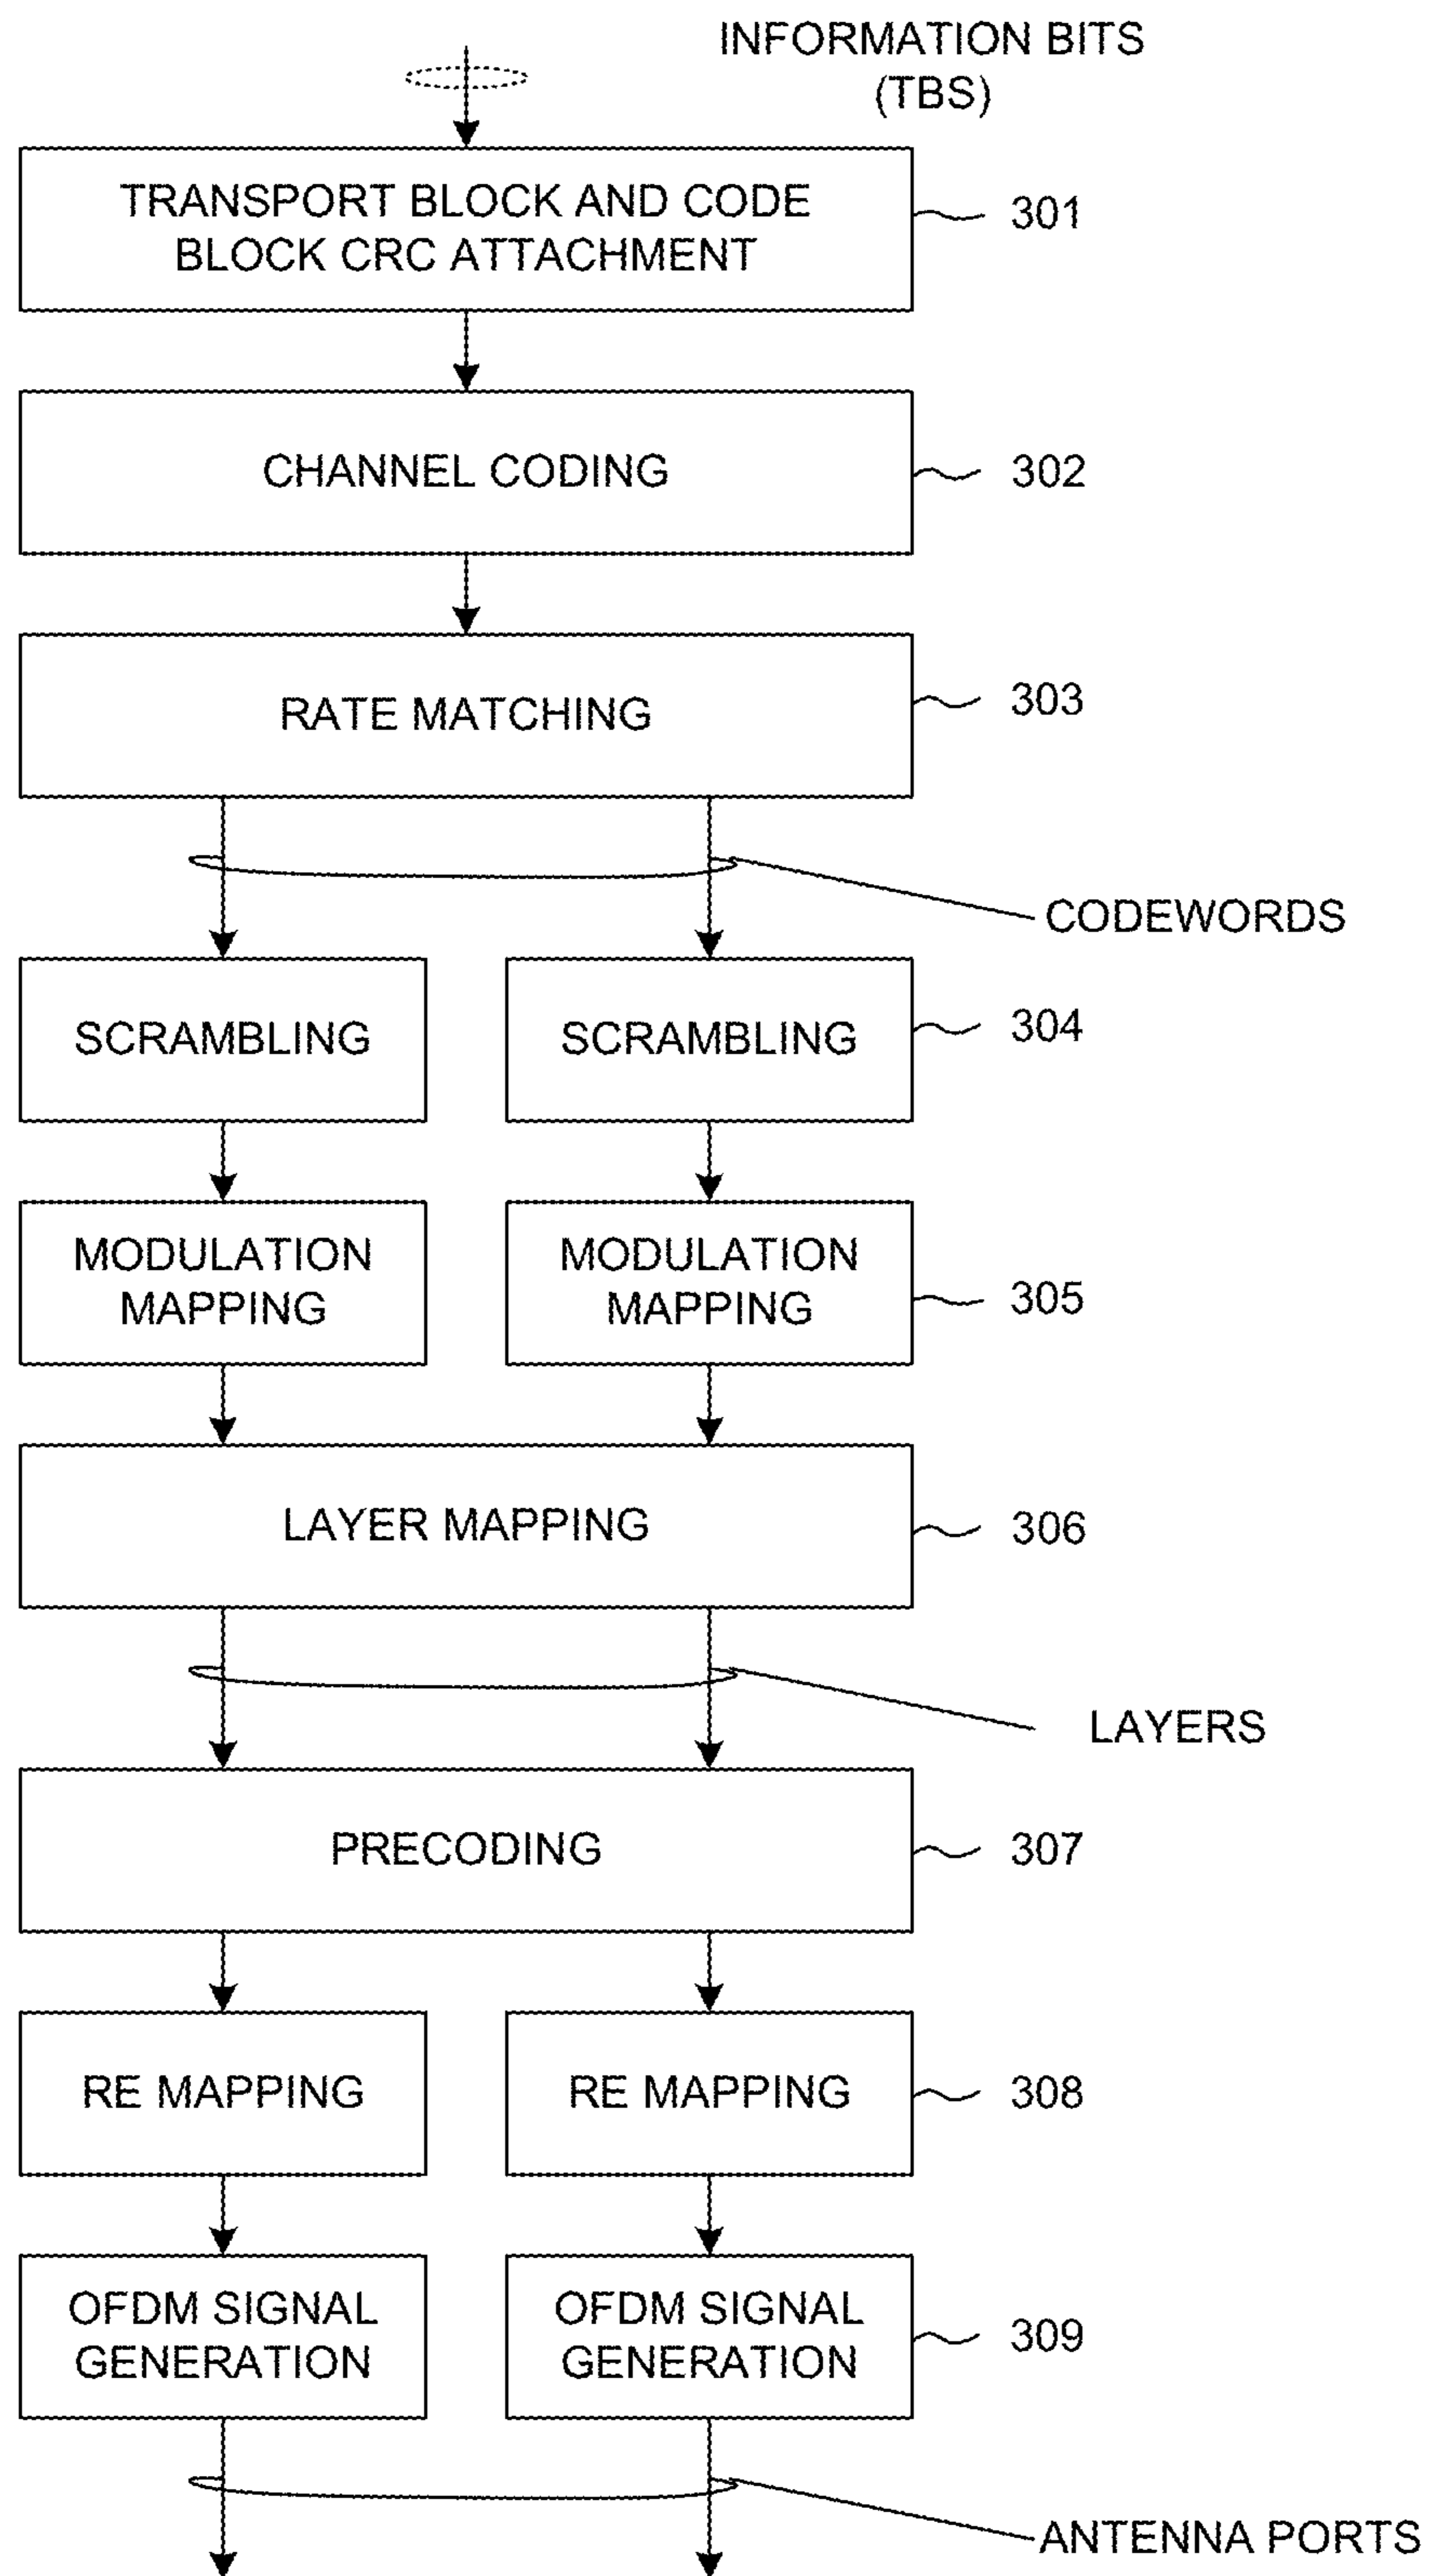 INFORMATION BITS
(TBS)
TRANSPORT BLOCK AND CODE
BLOCK CRC ATTACHMENT
301
CHANNEL CODING
302
RATE MATCHING
303
CODEWORDS
SCRAMBLING
SCRAMBLING
304
MODULATION
MAPPING
MODULATION
MAPPING
305
LAYER MAPPING
306
LAYERS
PRECODING
307
RE MAPPING
RE MAPPING
308
OFDM SIGNAL
GENERATION
OFDM SIGNAL
GENERATION
309
ANTENNA PORTS